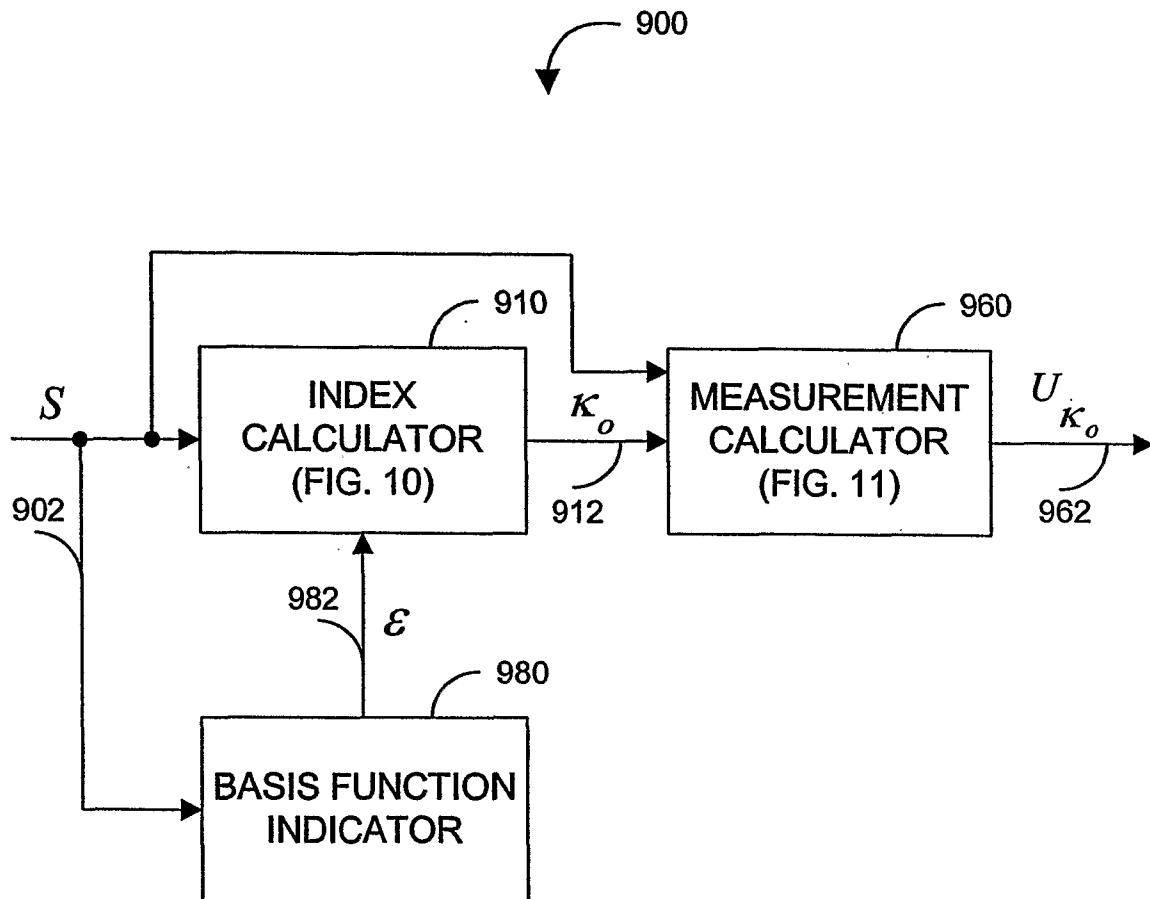 900
910
960
S
INDEX
CALCULATOR
(FIG. 10)
κo
MEASUREMENT
CALCULATOR
(FIG. 11)
Uκo
902
912
962
982
ε
980
BASIS FUNCTION
INDICATOR